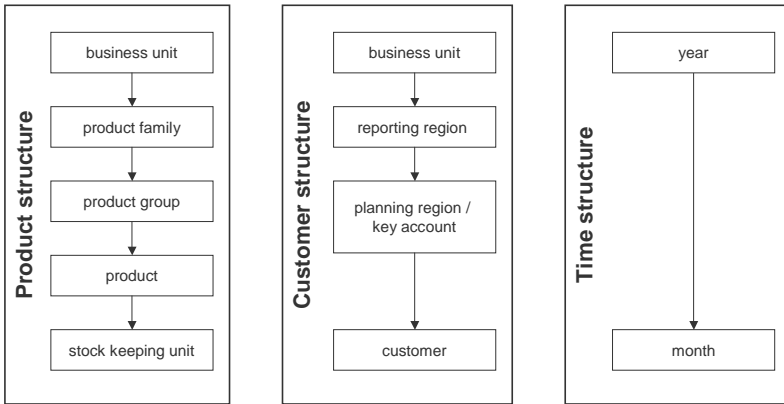 Product structure
business unit
product family
product group
product
stock keeping unit
Customer structure
business unit
reporting region
planning region /
key account
customer
Time structure
year
month